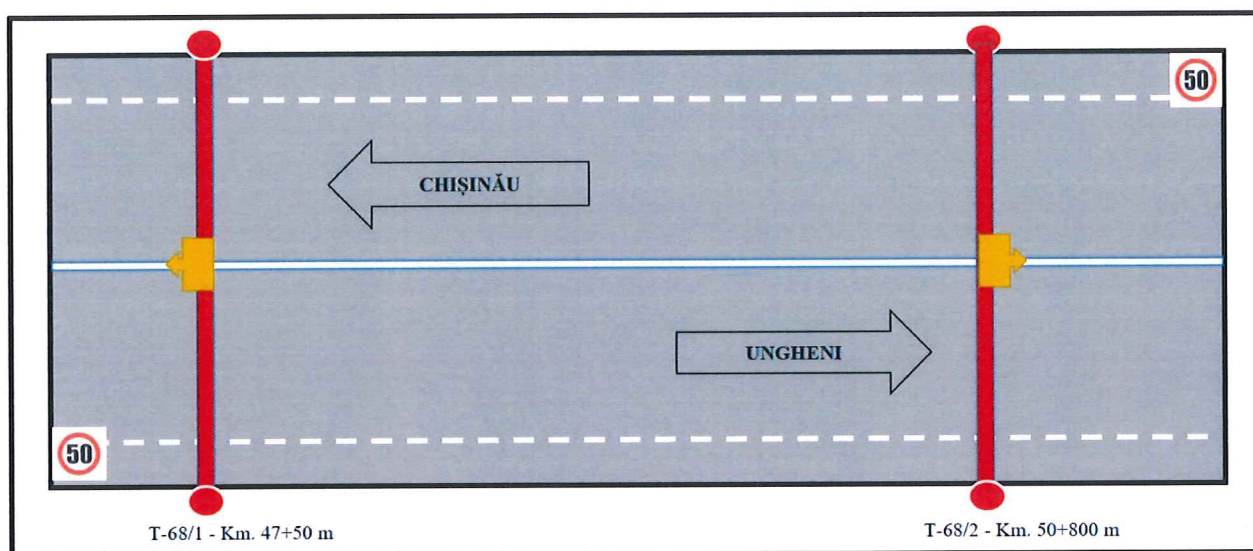 50
CHIȘINĂU
UNGHENI
50
T-68/1 - Km. 47+50 m
T-68/2 - Km. 50+800 m